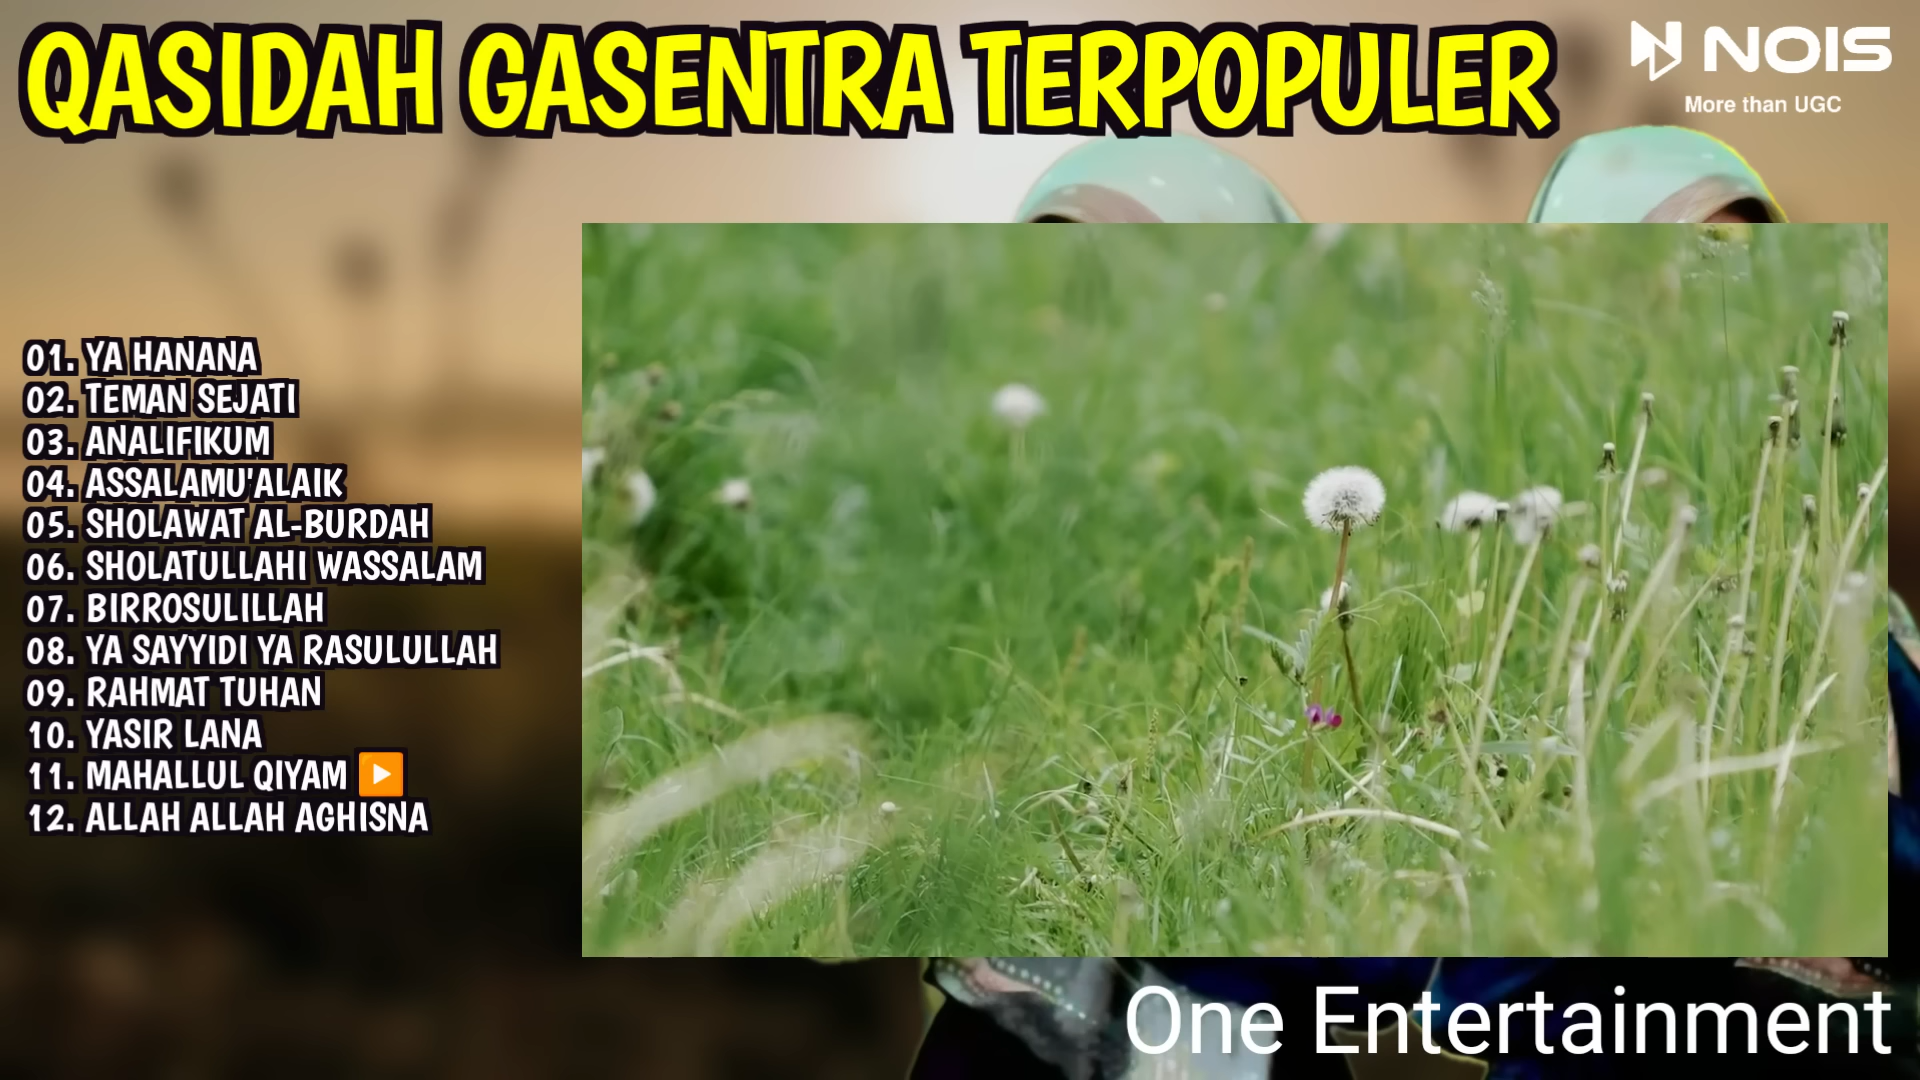 QASIDAH GASENTRA TERPOPULER
NOIS
More than UGC
01. YA HANANA
02. TEMAN SEJATI
03. ANALIFIKUM
04. ASSALAMU'ALAIK
05. SHOLAWAT AL-BURDAH
06. SHOLATULLAHI WASSALAM
07. BIRROSULILLAH
08. YA SAYYIDI YA RASULULLAH
09. RAHMAT TUHAN
10. YASIR LANA
11. MAHALLUL QIYAM ▶️
12. ALLAH ALLAH AGHISNA
One Entertainment